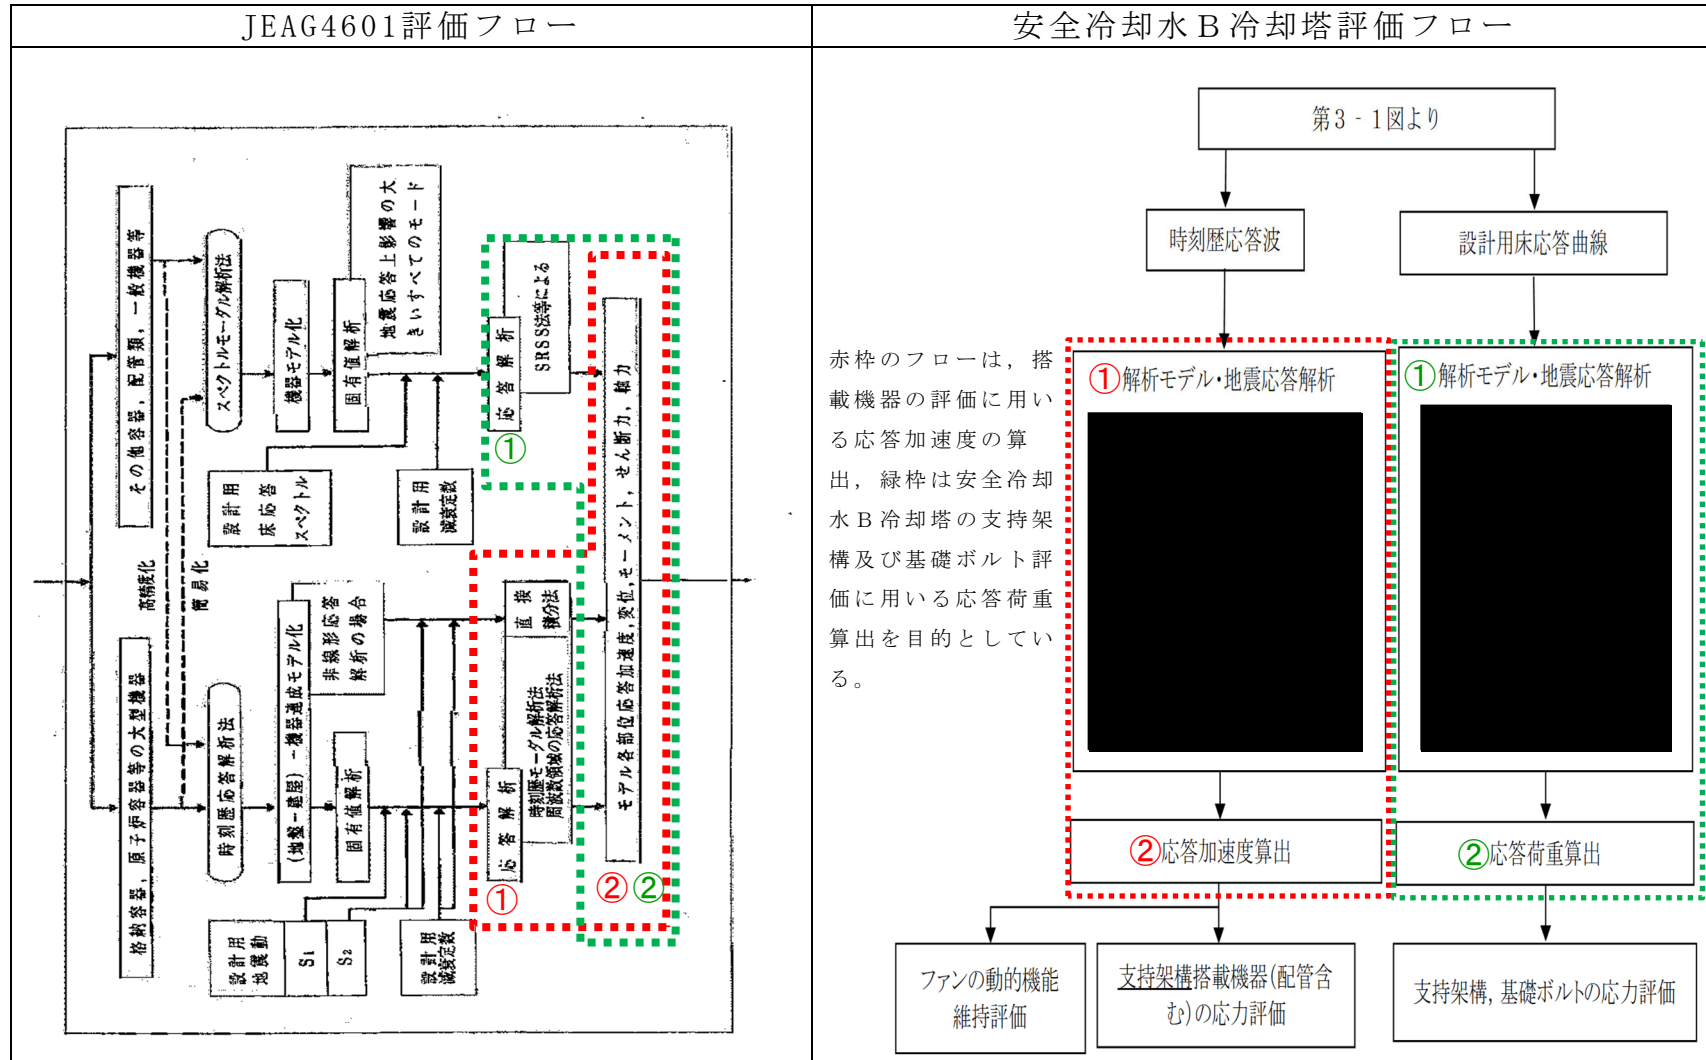 JEAG4601評価フロー
その他容器，配管類，一般機器等
スペクトルモーダル解析法
機器モデル化
固有値解析
地震応答上影響の大
きいすべてのモード
設計用
床応答
スペクトル
設計用
減衰定数
応答解析
SRSS法等による
①
高精度化
簡易化
格納容器，原子炉容器等の大型機器
時刻歴応答解析法
(地盤－建屋)－機器連成モデル化
非線形応答
解析の場合
固有値解析
設計用
地震動
S1
S2
設計用
減衰定数
応答解析
時刻歴モーダル解析法
周波数領域の応答解析法
直接
積分法
①
モデル各部位応答加速度，変位，モーメント，せん断力，軸力
②②
安全冷却水Ｂ冷却塔評価フロー
第3‐1図より
時刻歴応答波
設計用床応答曲線
赤枠のフローは，搭
載機器の評価に用い
る応答加速度の算
出，緑枠は安全冷却
水Ｂ冷却塔の支持架
構及び基礎ボルト評
価に用いる応答荷重
算出を目的としてい
る。
①解析モデル・地震応答解析
①解析モデル・地震応答解析
②応答加速度算出
②応答荷重算出
ファンの動的機能
維持評価
支持架構搭載機器(配管含
む)の応力評価
支持架構，基礎ボルトの応力評価